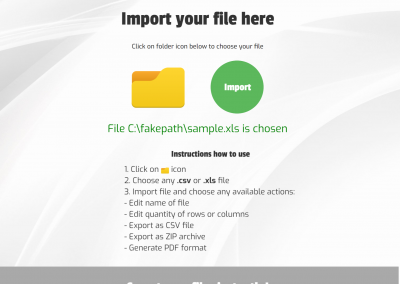 Import your file here
Click on folder icon below to choose your file
Import
File C:\fakepath\sample.xls is chosen
Instructions how to use
1. Click on icon
2. Choose any .csv or .xls file
3. Import file and choose any available actions:
- Edit name of file
- Edit quantity of rows or columns
- Export as CSV file
- Export as ZIP archive
- Generate PDF format